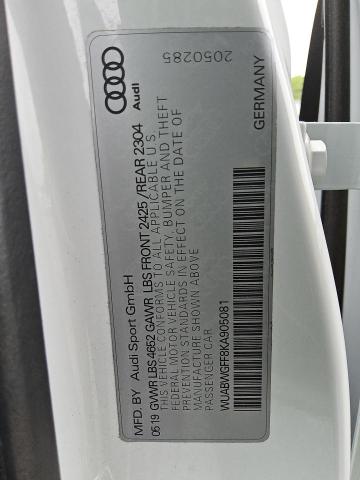 MFD. BY Audi Sport GmbH
Audi
06 19 GVWR LBS 4652 GAWR LBS FRONT 2425 /REAR 2304
THIS VEHICLE CONFORMS TO ALL APPLICABLE U.S.
FEDERAL MOTOR VEHICLE SAFETY, BUMPER AND THEFT
PREVENTION STANDARDS IN EFFECT ON THE DATE OF
MANUFACTURE SHOWN ABOVE
PASSENGER CAR
2050285
WUABWGFF8KA905081
GERMANY